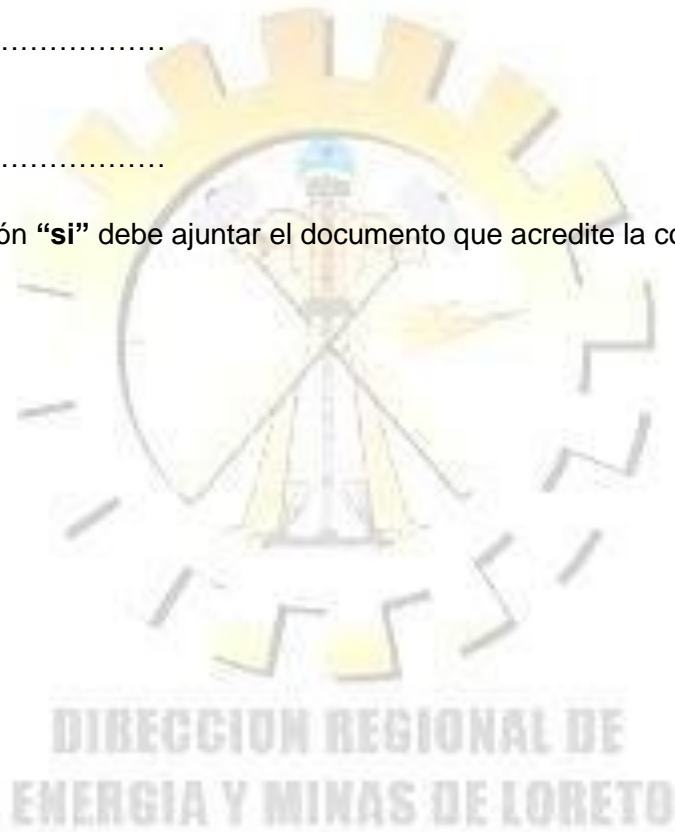 ………………
………………
ón “si” debe ajuntar el documento que acredite la co
DIRECCION REGIONAL DE
ENERGIA Y MINAS DE LORETO